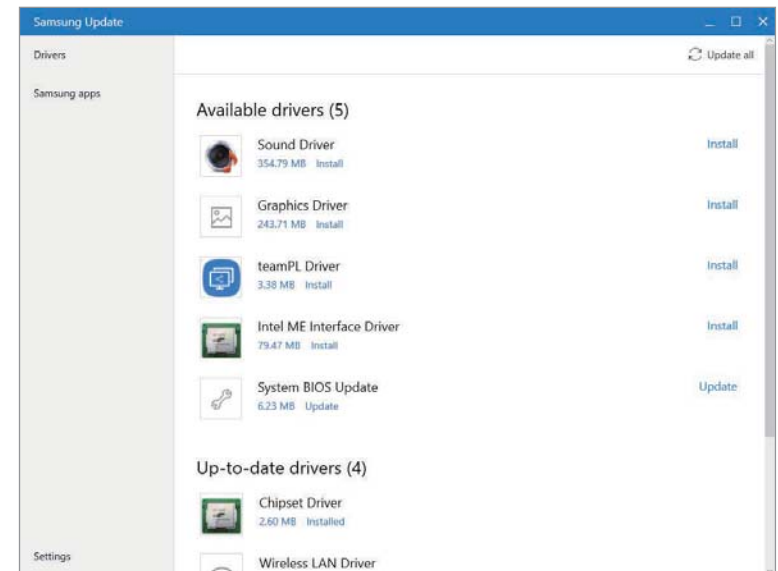 Samsung Update
Drivers
Update all
Samsung apps
Available drivers (5)
Sound Driver
354.79 MB Install
Install
Graphics Driver
243.71 MB Install
Install
teamPL Driver
3.38 MB Install
Install
Intel ME Interface Driver
79.47 MB Install
Install
System BIOS Update
6.23 MB Update
Update
Up-to-date drivers (4)
Chipset Driver
2.60 MB Installed
Settings
Wireless LAN Driver